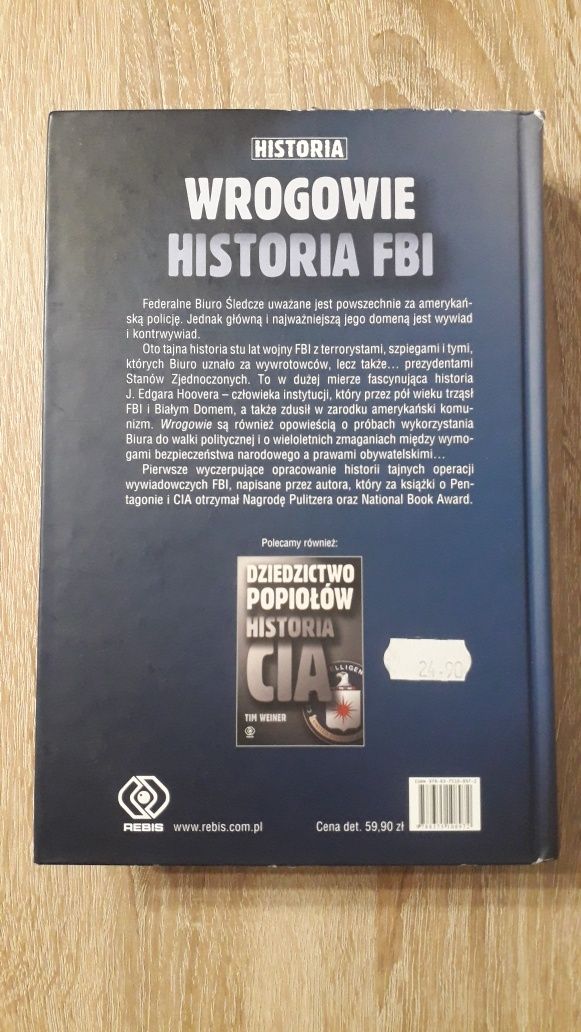 HISTORIA
WROGOWIE
HISTORIA FBI
Federalne Biuro Śledcze uważane jest powszechnie za amerykań-
ską policję. Jednak główną i najważniejszą jego domeną jest wywiad
i kontrwywiad.
Oto tajna historia stu lat wojny FBI z terrorystami, szpiegami i tymi,
których Biuro uznało za wywrotowców, lecz także... prezydentami
Stanów Zjednoczonych. To w dużej mierze fascynująca historia
J. Edgara Hoovera – człowieka instytucji, który przez pół wieku trząsł
FBI i Białym Domem, a także zdusił w zarodku amerykański komu-
nizm. Wrogowie są również opowieścią o próbach wykorzystania
Biura do walki politycznej i o wieloletnich zmaganiach między wymo-
gami bezpieczeństwa narodowego a prawami obywatelskimi...
Pierwsze wyczerpujące opracowanie historii tajnych operacji
wywiadowczych FBI, napisane przez autora, który za książki o Pen-
tagonie i CIA otrzymał Nagrodę Pulitzera oraz National Book Award.
Polecamy również:
DZIEDZICTWO
POPIOŁÓW
HISTORIA
CIA
TIM WEINER
24.90
REBIS
www.rebis.com.pl
Cena det. 59,90 zł